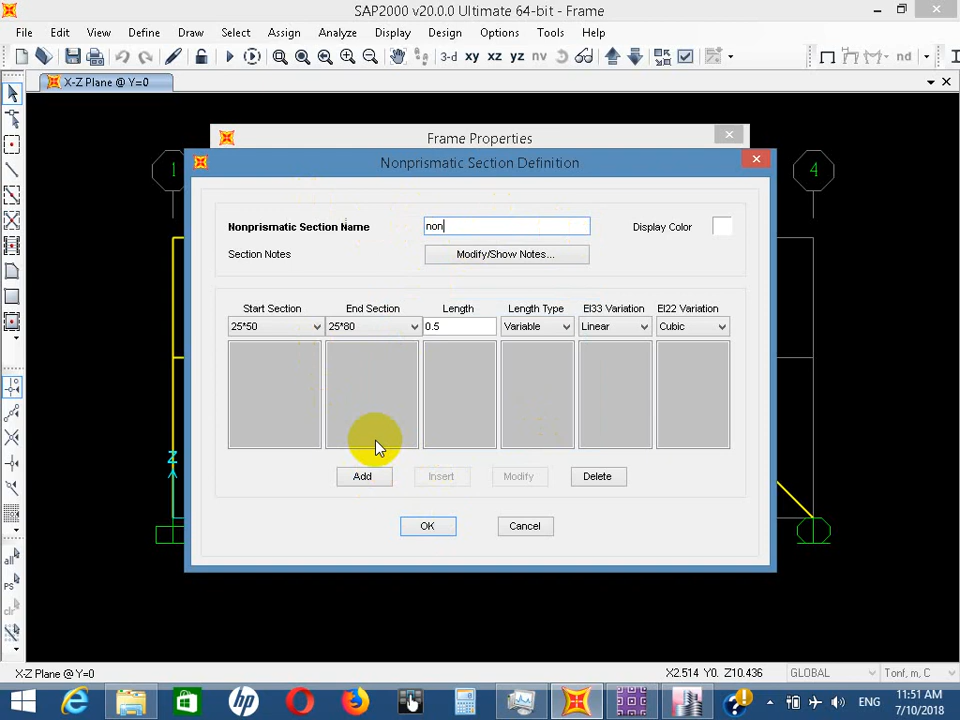 SAP2000 v20.0.0 Ultimate 64-bit - Frame
File Edit View Define Draw Select Assign Analyze Display Design Options Tools Help
3-d xy xz yz nv nd
X-Z Plane @ Y=0
Frame Properties
Nonprismatic Section Definition
1
4
Nonprismatic Section Name non Display Color
Section Notes Modify/Show Notes...
Start Section End Section Length Length Type EI33 Variation EI22 Variation
25*50 25*80 0.5 Variable Linear Cubic
Add Insert Modify Delete
OK Cancel
Z
all
PS
clr
X-Z Plane @ Y=0 X2.514 Y0. Z10.436 GLOBAL Tonf, m, C
ENG 11:51 AM
7/10/2018